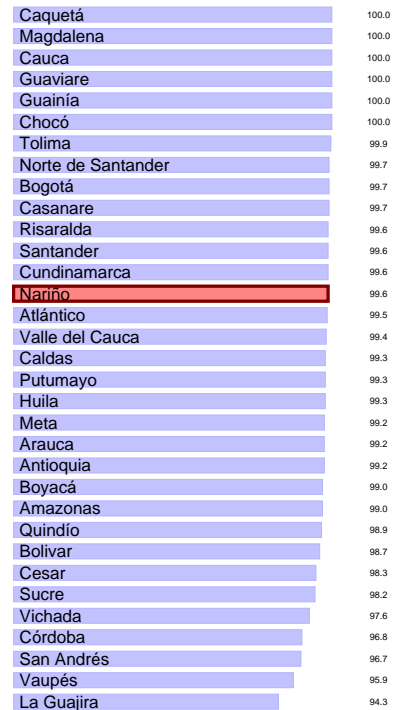 Caquetá 100.0
Magdalena 100.0
Cauca 100.0
Guaviare 100.0
Guainía 100.0
Chocó 100.0
Tolima 99.9
Norte de Santander 99.7
Bogotá 99.7
Casanare 99.7
Risaralda 99.6
Santander 99.6
Cundinamarca 99.6
Nariño 99.6
Atlántico 99.5
Valle del Cauca 99.4
Caldas 99.3
Putumayo 99.3
Huila 99.3
Meta 99.2
Arauca 99.2
Antioquia 99.2
Boyacá 99.0
Amazonas 99.0
Quindío 98.9
Bolivar 98.7
Cesar 98.3
Sucre 98.2
Vichada 97.6
Córdoba 96.8
San Andrés 96.7
Vaupés 95.9
La Guajira 94.3